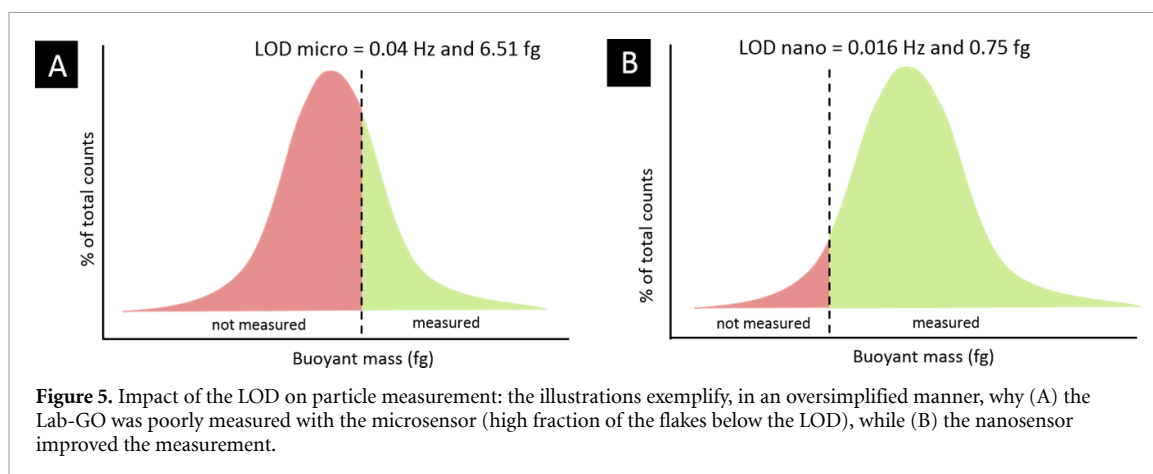 A
LOD micro = 0.04 Hz and 6.51 fg
% of total counts
not measured
measured
Buoyant mass (fg)
B
LOD nano = 0.016 Hz and 0.75 fg
% of total counts
not measured
measured
Buoyant mass (fg)
Figure 5. Impact of the LOD on particle measurement: the illustrations exemplify, in an oversimplified manner, why (A) the
Lab-GO was poorly measured with the microsensor (high fraction of the flakes below the LOD), while (B) the nanosensor
improved the measurement.